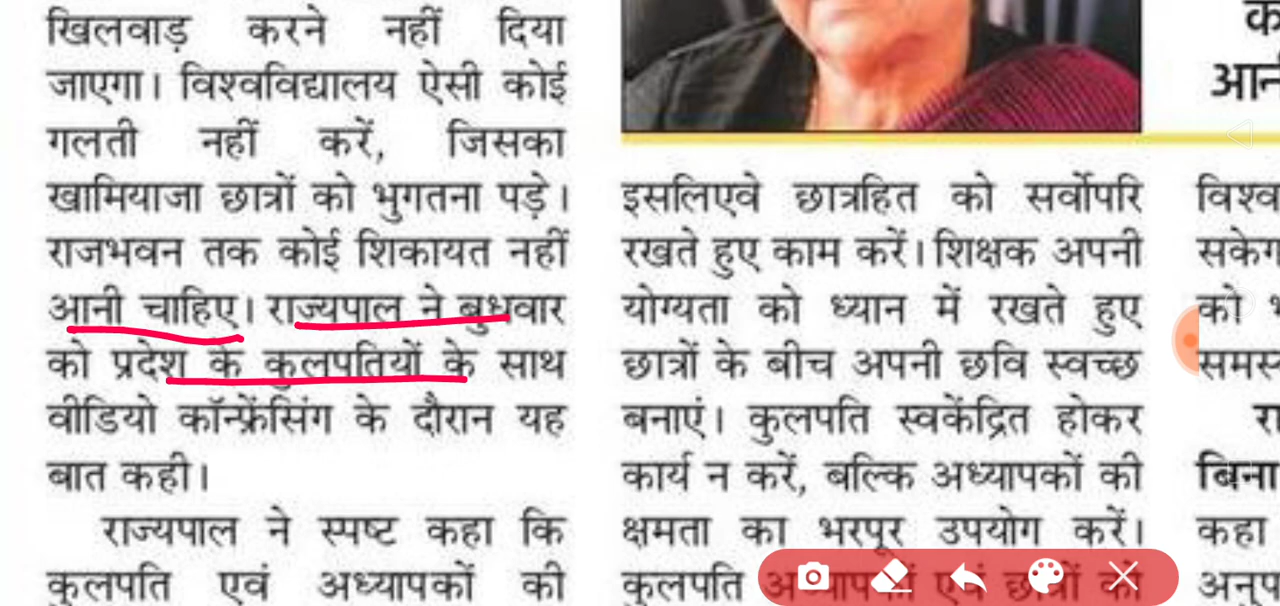 खिलवाड़ करने नहीं दिया
जाएगा। विश्वविद्यालय ऐसी कोई
गलती नहीं करें, जिसका
खामियाजा छात्रों को भुगतना पड़े।
राजभवन तक कोई शिकायत नहीं
आनी चाहिए। राज्यपाल ने बुधवार
को प्रदेश के कुलपतियों के साथ
वीडियो कॉन्फ्रेंसिंग के दौरान यह
बात कही।
राज्यपाल ने स्पष्ट कहा कि
कुलपति एवं अध्यापकों की
इसलिएवे छात्रहित को सर्वोपरि
रखते हुए काम करें। शिक्षक अपनी
योग्यता को ध्यान में रखते हुए
छात्रों के बीच अपनी छवि स्वच्छ
बनाएं। कुलपति स्वकेंद्रित होकर
कार्य न करें, बल्कि अध्यापकों की
क्षमता का भरपूर उपयोग करें।
कुलपति अध्यापकों एवं छात्रों को
को
बिना
कहा